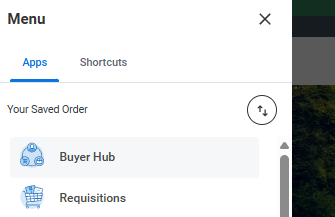 Menu
Apps Shortcuts
Your Saved Order
Buyer Hub
Requisitions